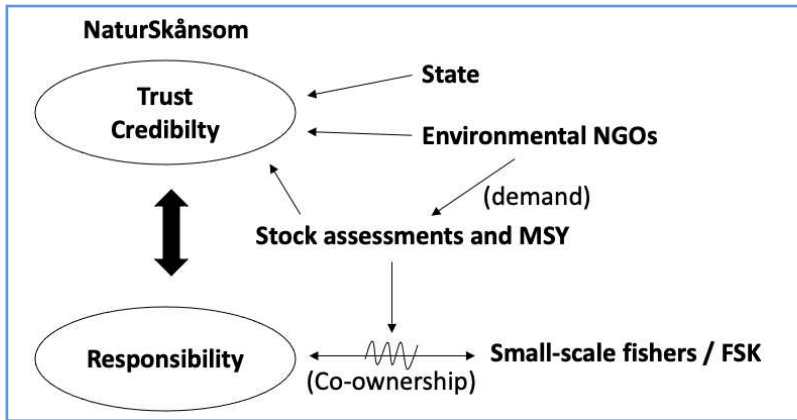 NaturSkånsom
State
Trust
Credibilty
Environmental NGOs
(demand)
Stock assessments and MSY
Responsibility
Small-scale fishers / FSK
(Co-ownership)